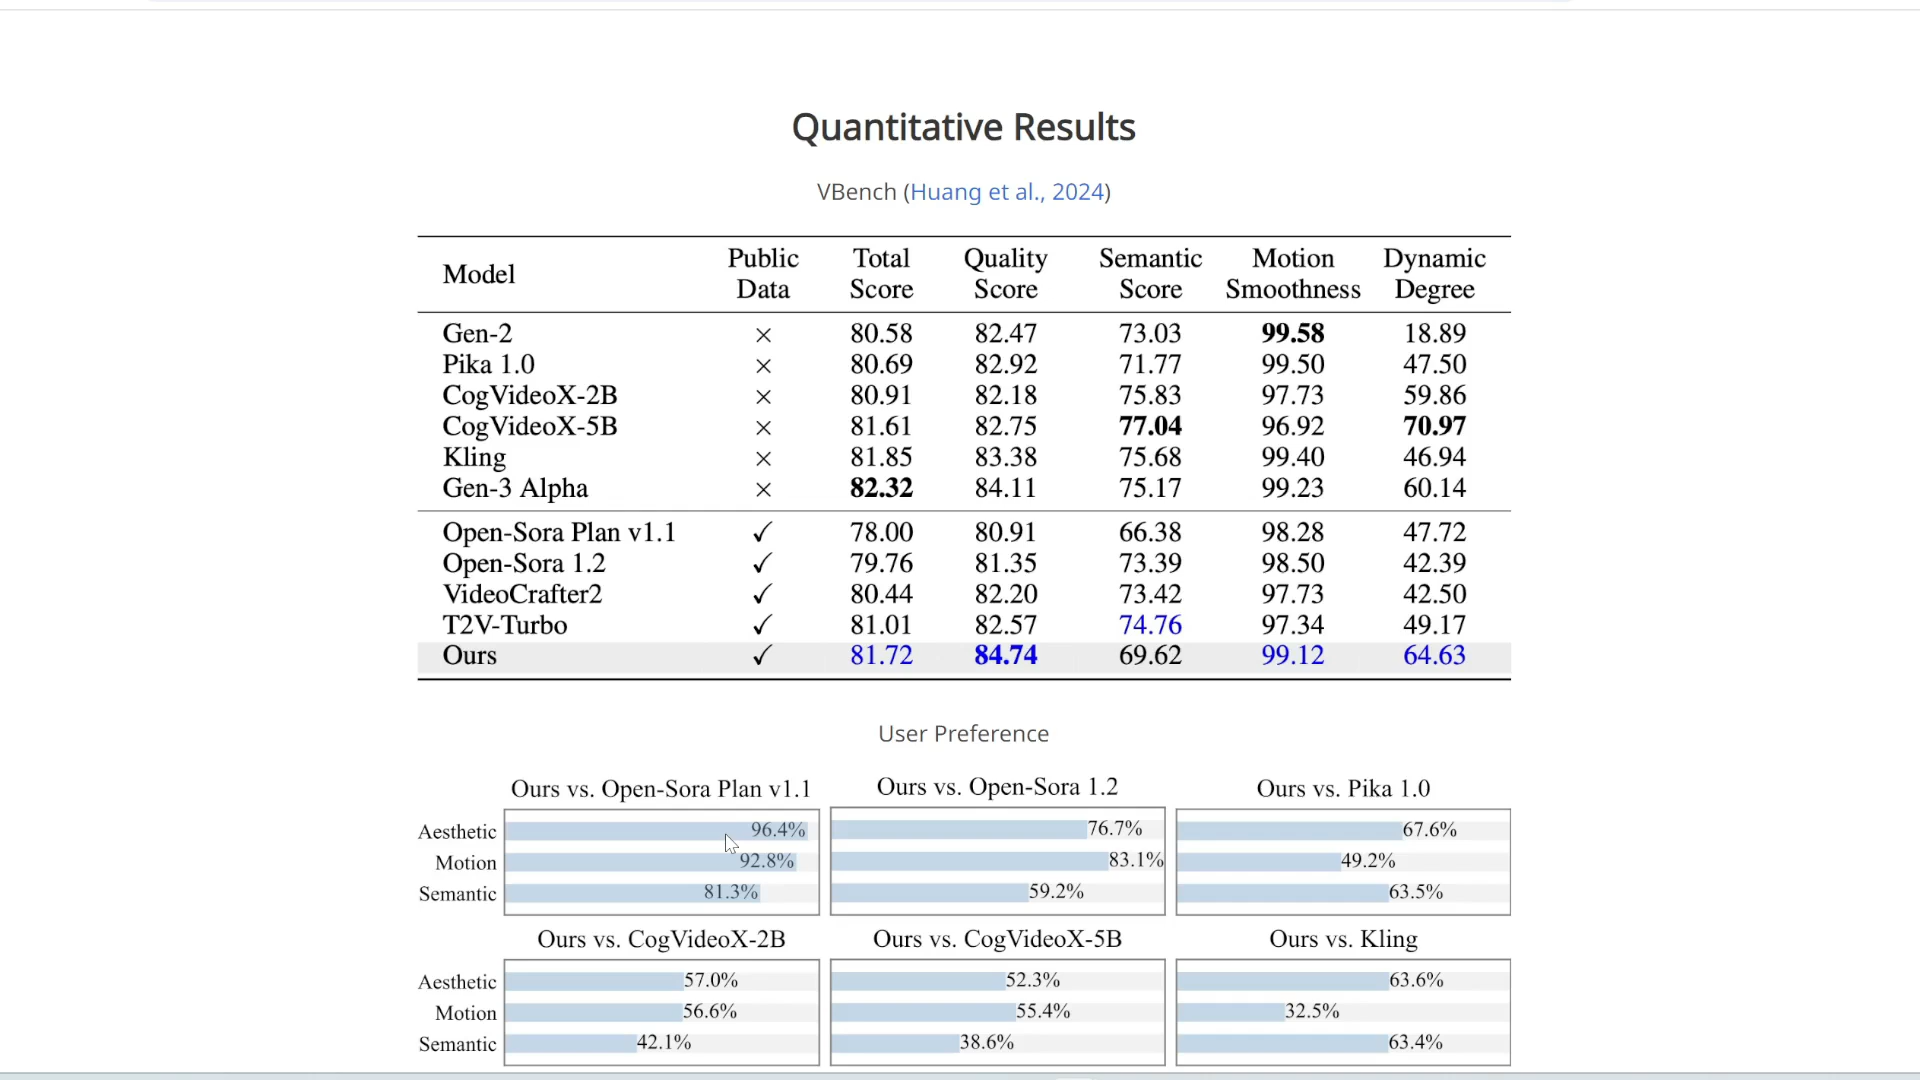 Quantitative Results
VBench (Huang et al., 2024)
Model Public Data Total Score Quality Score Semantic Score Motion Smoothness Dynamic Degree
Gen-2 × 80.58 82.47 73.03 99.58 18.89
Pika 1.0 × 80.69 82.92 71.77 99.50 47.50
CogVideoX-2B × 80.91 82.18 75.83 97.73 59.86
CogVideoX-5B × 81.61 82.75 77.04 96.92 70.97
Kling × 81.85 83.38 75.68 99.40 46.94
Gen-3 Alpha × 82.32 84.11 75.17 99.23 60.14
Open-Sora Plan v1.1 ✓ 78.00 80.91 66.38 98.28 47.72
Open-Sora 1.2 ✓ 79.76 81.35 73.39 98.50 42.39
VideoCrafter2 ✓ 80.44 82.20 73.42 97.73 42.50
T2V-Turbo ✓ 81.01 82.57 74.76 97.34 49.17
Ours ✓ 81.72 84.74 69.62 99.12 64.63
User Preference
Ours vs. Open-Sora Plan v1.1 Ours vs. Open-Sora 1.2 Ours vs. Pika 1.0
Aesthetic 96.4% 76.7% 67.6%
Motion 92.8% 83.1% 49.2%
Semantic 81.3% 59.2% 63.5%
Ours vs. CogVideoX-2B Ours vs. CogVideoX-5B Ours vs. Kling
Aesthetic 57.0% 52.3% 63.6%
Motion 56.6% 55.4% 32.5%
Semantic 42.1% 38.6% 63.4%